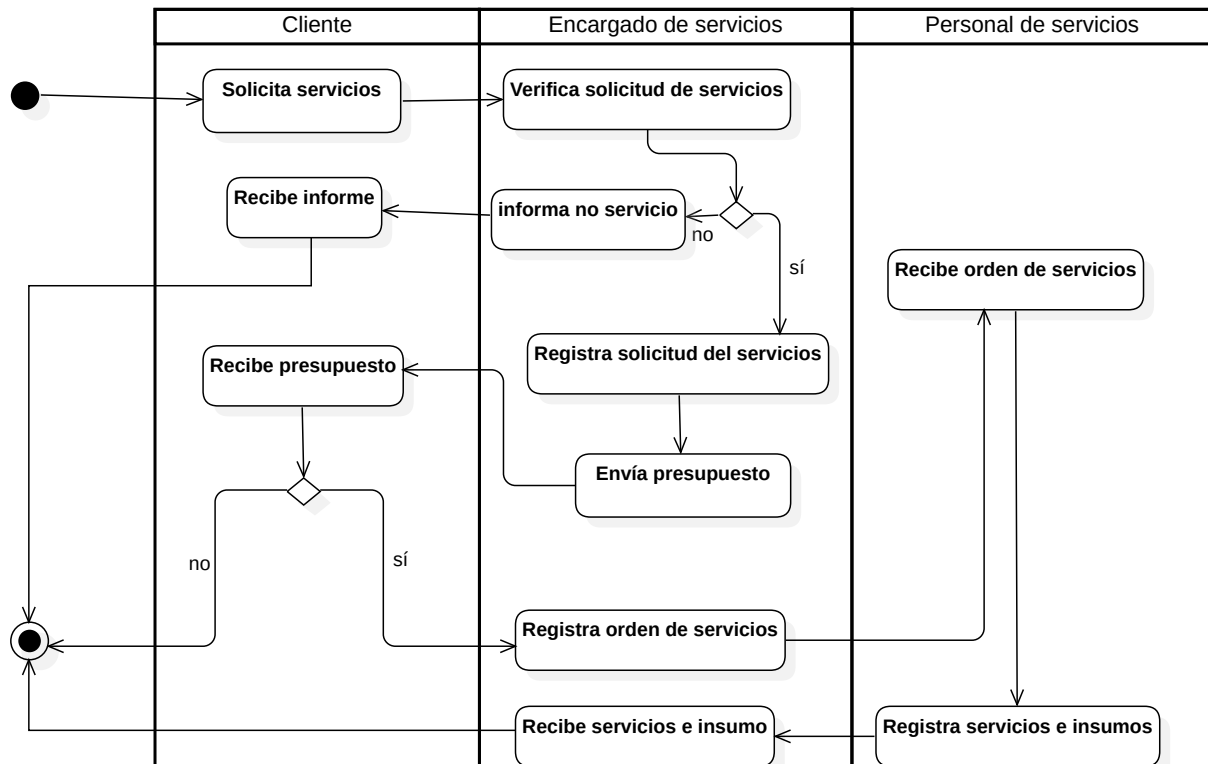 Cliente
Encargado de servicios
Personal de servicios
Solicita servicios
Verifica solicitud de servicios
Recibe informe
informa no servicio
no
sí
Recibe orden de servicios
Registra solicitud del servicios
Recibe presupuesto
Envía presupuesto
no
sí
Registra orden de servicios
Recibe servicios e insumo
Registra servicios e insumos